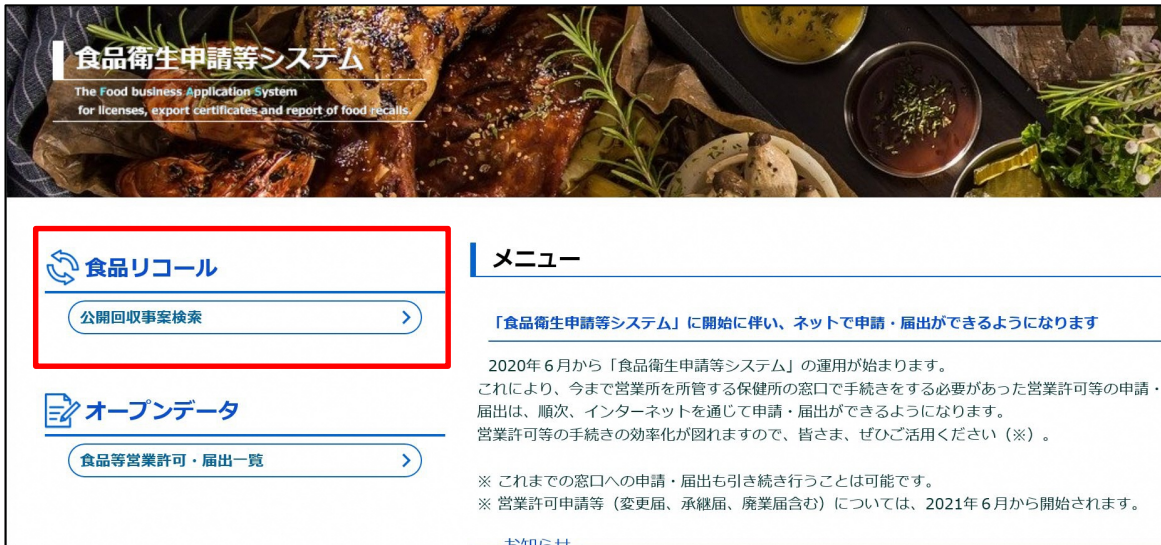 食品衛生申請等システム
The Food business Application System
for licenses, export certificates and report of food recalls.
食品リコール
公開回収事案検索
オープンデータ
食品等営業許可・届出一覧
メニュー
「食品衛生申請等システム」に開始に伴い、ネットで申請・届出ができるようになります
2020年6月から「食品衛生申請等システム」の運用が始まります。
これにより、今まで営業所を所管する保健所の窓口で手続きをする必要があった営業許可等の申請・
届出は、順次、インターネットを通じて申請・届出ができるようになります。
営業許可等の手続きの効率化が図れますので、皆さま、ぜひご活用ください（※）。
※ これまでの窓口への申請・届出も引き続き行うことは可能です。
※ 営業許可申請等（変更届、承継届、廃業届含む）については、2021年6月から開始されます。
お知らせ